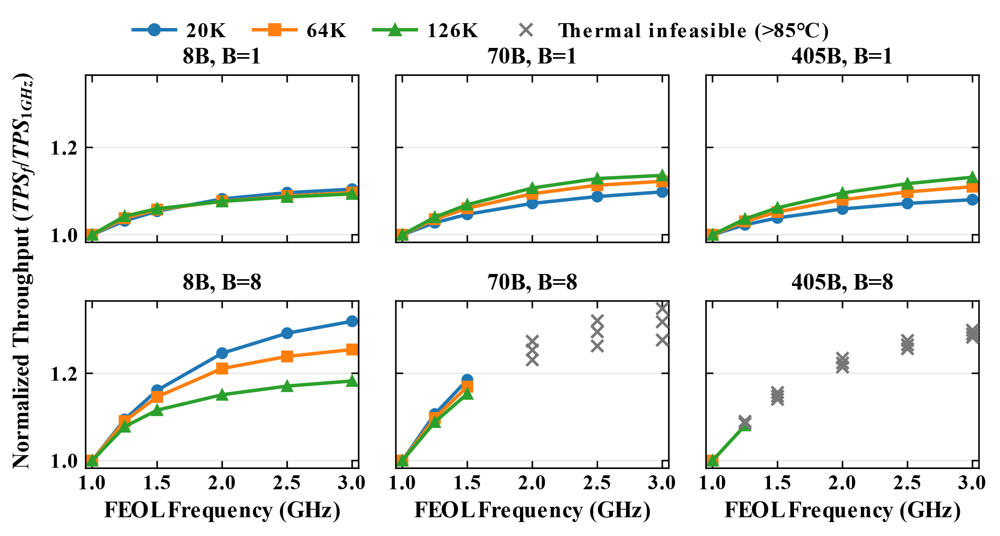 20K 64K 126K Thermal infeasible (>85°C)
8B, B=1 70B, B=1 405B, B=1
Normalized Throughput (TPSf/TPS1GHz)
1.2
1.0
8B, B=8 70B, B=8 405B, B=8
1.2
1.0
1.0 1.5 2.0 2.5 3.0 1.0 1.5 2.0 2.5 3.0 1.0 1.5 2.0 2.5 3.0
FEOL Frequency (GHz) FEOL Frequency (GHz) FEOL Frequency (GHz)